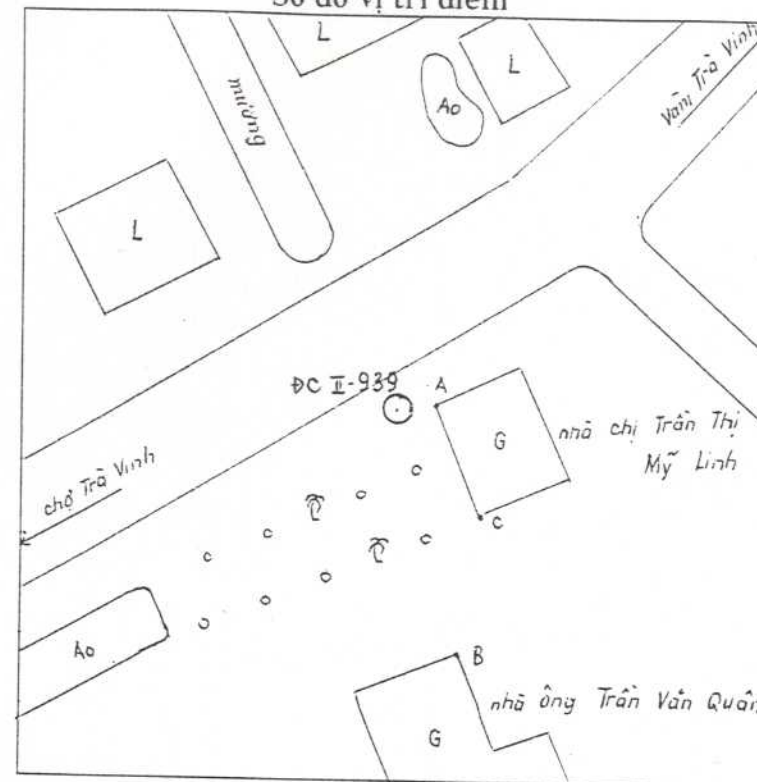 Sơ đồ vị trí điểm
L
mương
Ao
L
Vàm Trà Vinh
L
ĐC II-939
A
G
nhà chị Trần Thị
Mỹ Linh
chợ Trà Vinh
C
Ao
B
nhà ông Trần Văn Quân
G